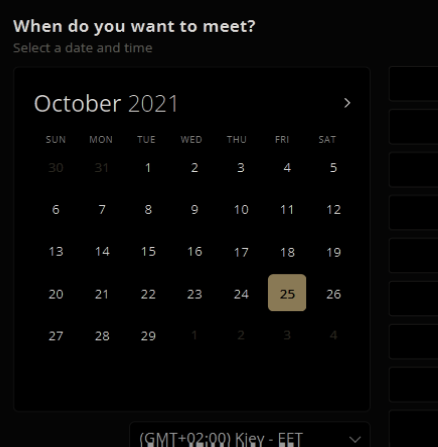 When do you want to meet?
Select a date and time
October 2021
SUN MON TUE WED THU FRI SAT
30 31 1 2 3 4 5
6 7 8 9 10 11 12
13 14 15 16 17 18 19
20 21 22 23 24 25 26
27 28 29 1 2 3 4
(GMT+02:00) Kiev - EET